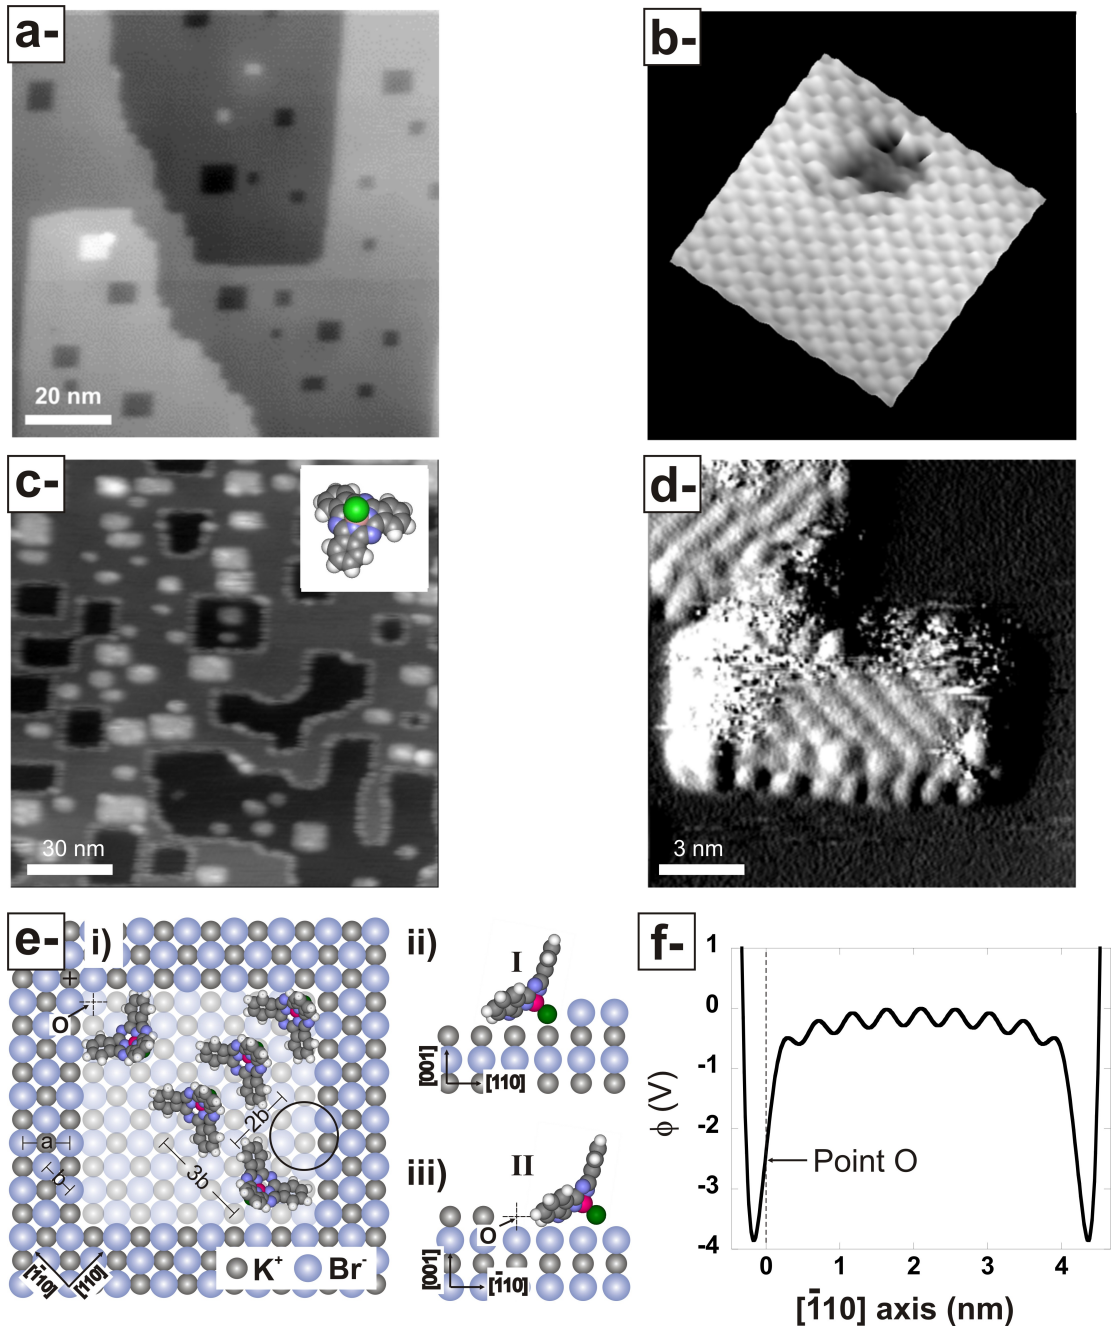 a-
20 nm
b-
c-
30 nm
d-
3 nm
e-
i)
+
O
a
b
2b
3b
[1̄10]
[110]
K⁺ Br⁻
ii)
I
[001]
[110]
iii)
II
O
[001]
[1̄10]
f-
1
0
-1
-2
-3
-4
ϕ (V)
Point O
0 1 2 3 4
[1̄10] axis (nm)